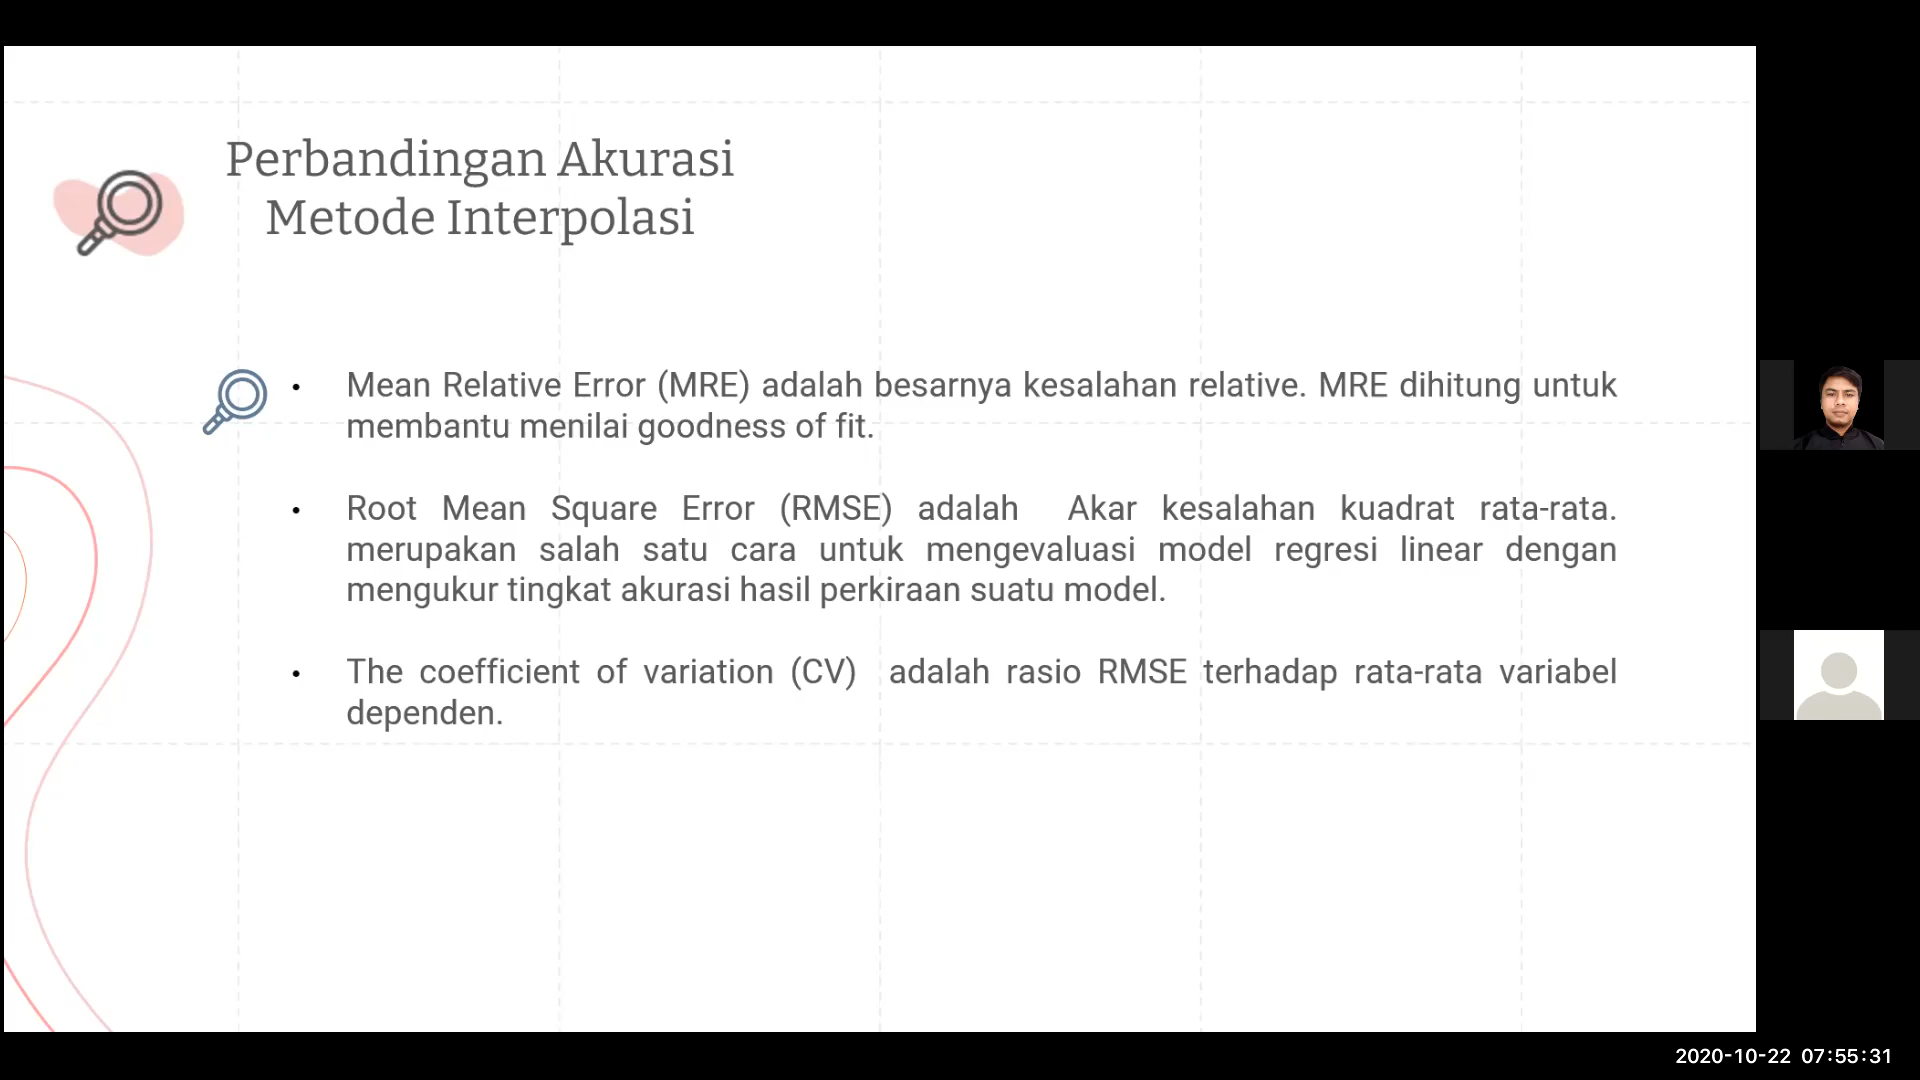 Perbandingan Akurasi
Metode Interpolasi
• Mean Relative Error (MRE) adalah besarnya kesalahan relative. MRE dihitung untuk
membantu menilai goodness of fit.
• Root Mean Square Error (RMSE) adalah Akar kesalahan kuadrat rata-rata.
merupakan salah satu cara untuk mengevaluasi model regresi linear dengan
mengukur tingkat akurasi hasil perkiraan suatu model.
• The coefficient of variation (CV) adalah rasio RMSE terhadap rata-rata variabel
dependen.
2020-10-22 07:55:31